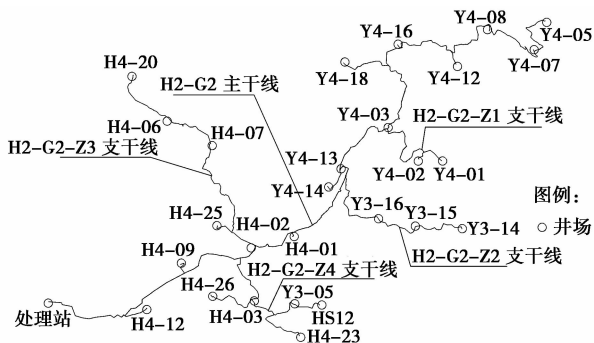 Y4-08
Y4-05
Y4-16
Y4-07
Y4-12
Y4-18
H4-20
H2-G2 主干线
Y4-03
H2-G2-Z1 支干线
H4-06
H4-07
H2-G2-Z3 支干线
Y4-13
Y4-02 Y4-01
Y4-14
图例：
Y3-16
Y3-15
Y3-14
井场
H4-25
H4-02
H4-01
H2-G2-Z2 支干线
H4-09
H2-G2-Z4 支干线
H4-26
Y3-05
处理站
H4-12
H4-03
HS12
H4-23